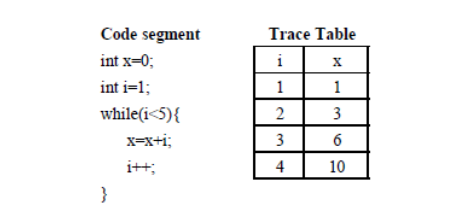 Code segment
int x=0;
int i=1;
while(i<5){
x=x+i;
i++;
}
Trace Table
i x
1 1
2 3
3 6
4 10